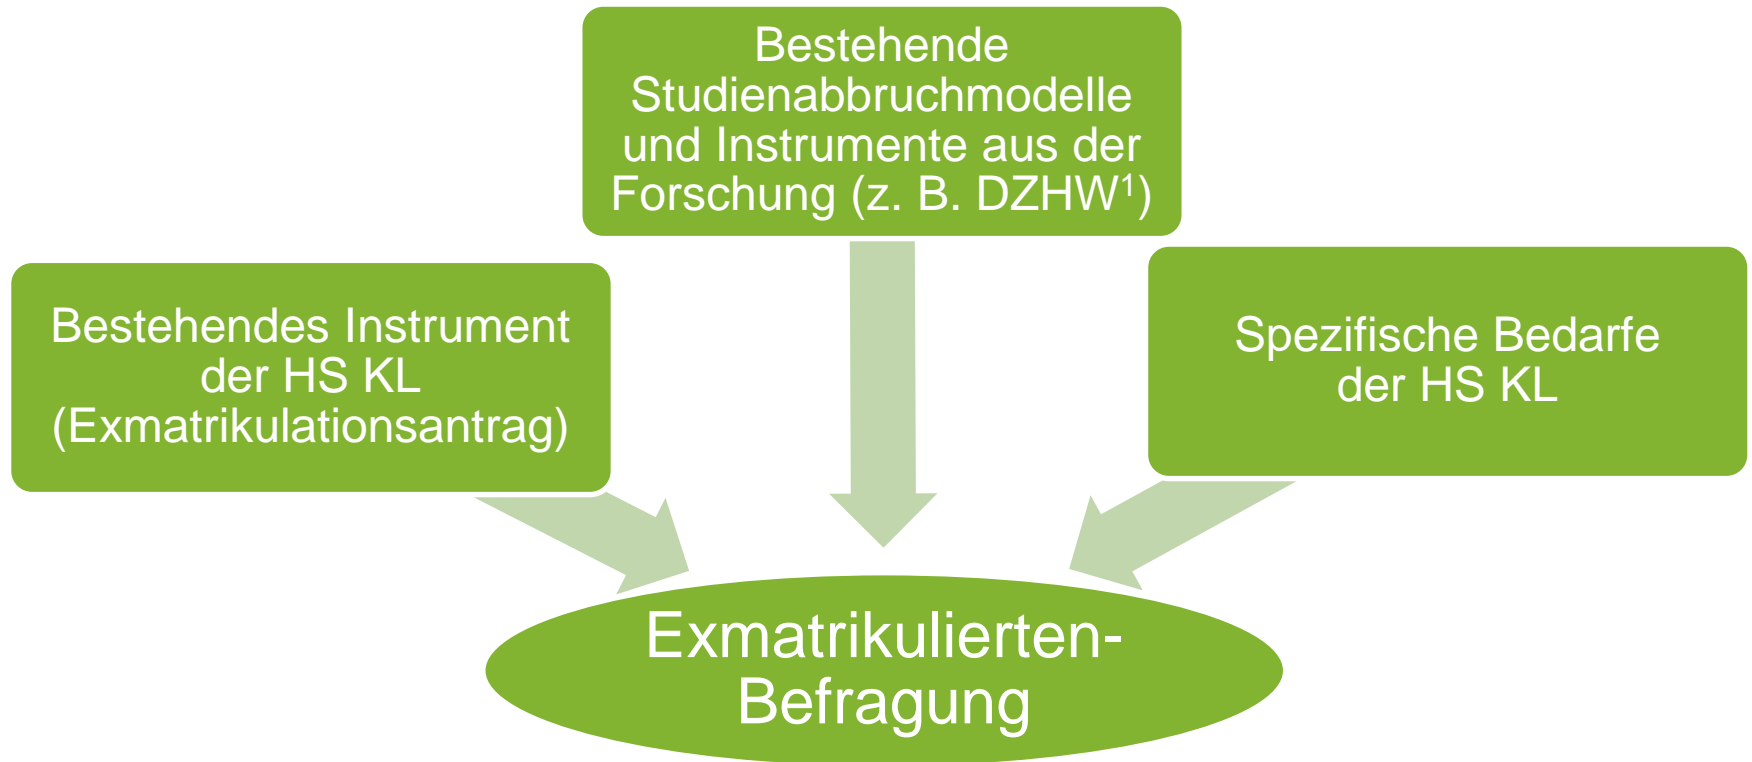 Bestehende
Studienabbruchmodelle
und Instrumente aus der
Forschung (z. B. DZHW¹)
Bestehendes Instrument
der HS KL
(Exmatrikulationsantrag)
Spezifische Bedarfe
der HS KL
Exmatrikulierten-
Befragung